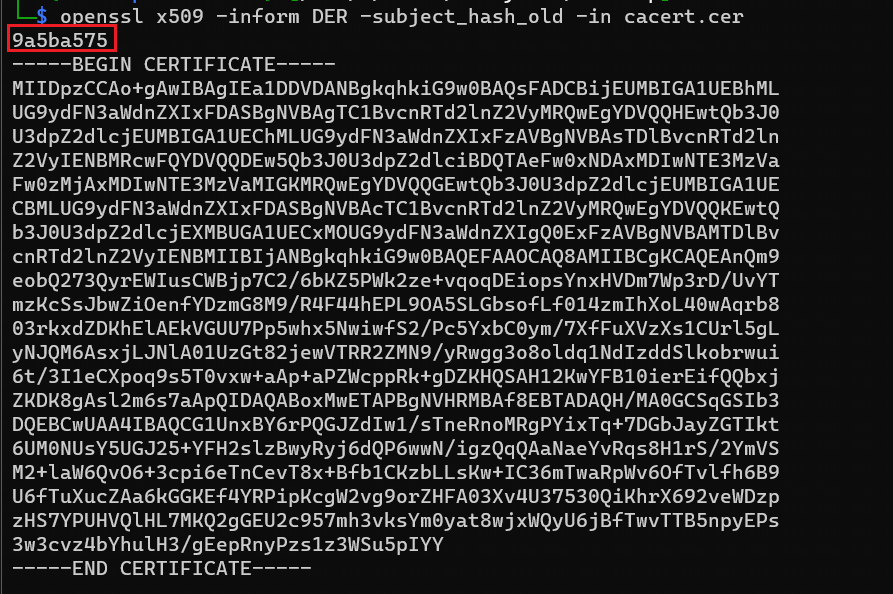 $ openssl x509 -inform DER -subject_hash_old -in cacert.cer
9a5ba575
-----BEGIN CERTIFICATE-----
MIIDpzCCAo+gAwIBAgIEa1DDVDANBgkqhkiG9w0BAQsFADCBijEUMBIGA1UEBhML
UG9ydFN3aWdnZXIxFDASBgNVBAgTC1BvcnRTd2lnZ2VyMRQwEgYDVQQHEwtQb3J0
U3dpZ2dlcjEUMBIGA1UEChMLUG9ydFN3aWdnZXIxFzAVBgNVBAsTDlBvcnRTd2ln
Z2VyIENBMRcwFQYDVQQDEw5Qb3J0U3dpZ2dlciBDQTAeFw0xNDAxMDIwNTE3MzVa
Fw0zMjAxMDIwNTE3MzVaMIGKMRQwEgYDVQQGEwtQb3J0U3dpZ2dlcjEUMBIGA1UE
CBMLUG9ydFN3aWdnZXIxFDASBgNVBAcTC1BvcnRTd2lnZ2VyMRQwEgYDVQQKEwtQ
b3J0U3dpZ2dlcjEXMBUGA1UECxMOUG9ydFN3aWdnZXIgQ0ExFzAVBgNVBAMTDlBv
cnRTd2lnZ2VyIENBMIIBIjANBgkqhkiG9w0BAQEFAAOCAQ8AMIIBCgKCAQEAnQm9
eobQ273QyrEWIusCWBjp7C2/6bKZ5PWk2ze+vqoqDEiopsYnxHVDm7Wp3rD/UvYT
mzKcSsJbwZiOenfYDzmG8M9/R4F44hEPL9OA5SLGbsofLf014zmIhXoL40wAqrb8
03rkxdZDKhElAEkVGUU7Pp5whx5NwiwfS2/Pc5YxbC0ym/7XfFuXVzXs1CUrl5gL
yNJQM6AsxjLJNlA01UzGt82jewVTRR2ZMN9/yRwgg3o8oldq1NdIzddSlkobrwui
6t/3I1eCXpoq9s5T0vxw+aAp+aPZWcppRk+gDZKHQSAH12KwYFB10ierEifQQbxj
ZKDK8gAsl2m6s7aApQIDAQABoxMwETAPBgNVHRMBAf8EBTADAQH/MA0GCSqGSIb3
DQEBCwUAA4IBAQCG1UnxBY6rPQGJZdIw1/sTneRnoMRgPYixTq+7DGbJayZGTIkt
6UM0NUsY5UGJ25+YFH2slzBwyRyj6dQP6wwN/igzQqQAaNaeYvRqs8H1rS/2YmVS
M2+laW6QvO6+3cpi6eTnCevT8x+Bfb1CKzbLLsKw+IC36mTwaRpWv6OfTvlfh6B9
U6fTuXucZAa6kGGKEf4YRPipKcgW2vg9orZHFA03Xv4U37530QiKhrX692veWDzp
zHS7YPUHVQlHL7MKQ2gGEU2c957mh3vksYm0yat8wjxWQyU6jBfTwvTTB5npyEPs
3w3cvz4bYhulH3/gEepRnyPzs1z3WSu5pIYY
-----END CERTIFICATE-----